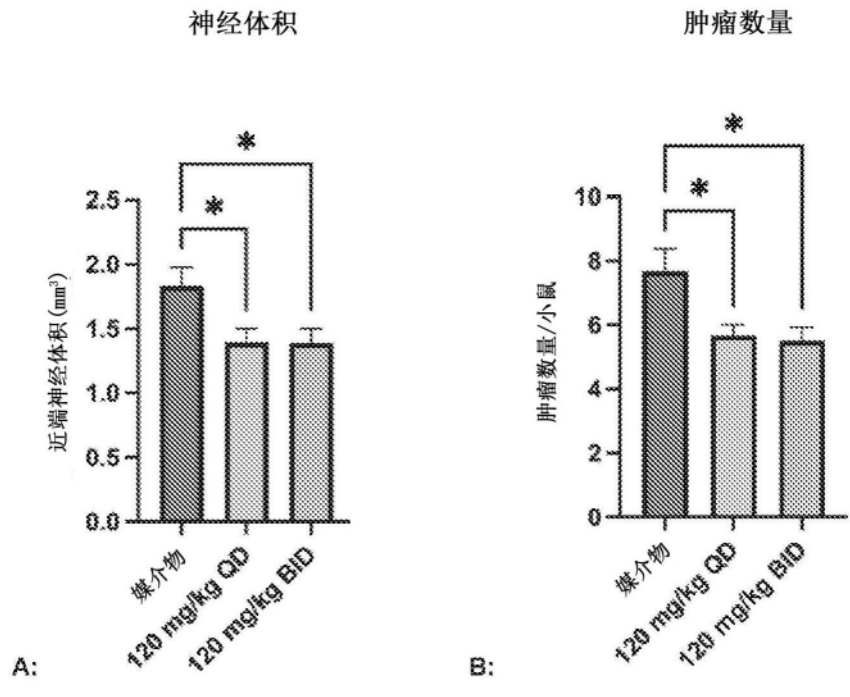 神经体积
肿瘤数量
*
*
2.5
2.0
1.5
1.0
0.5
0.0
近端神经体积(mm³)
媒介物
120 mg/kg QD
120 mg/kg BID
A:
*
*
10
8
6
4
2
0
肿瘤数量/小鼠
媒介物
120 mg/kg QD
120 mg/kg BID
B: